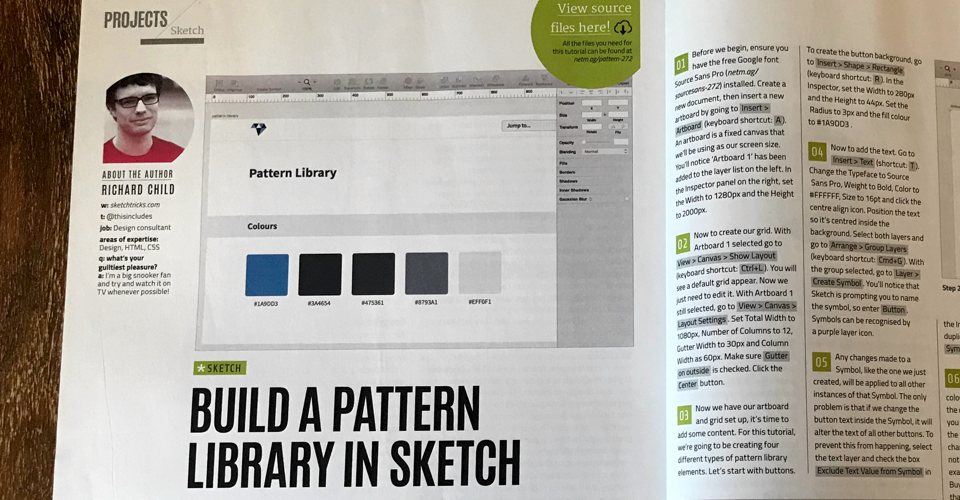 PROJECTS
Sketch
View source
files here!
All the files you need for
this tutorial can be found at
netm.ag/pattern-272
ABOUT THE AUTHOR
RICHARD CHILD
w: sketchtricks.com
t: @thisincludes
job: Design consultant
areas of expertise:
Design, HTML, CSS
q: what's your
guiltiest pleasure?
a: I'm a big snooker fan
and try and watch it on
TV whenever possible!
pattern library
Jump to...
Pattern Library
Colours
#1A9DD3
#3A4654
#475361
#8793A1
#EFF0F1
Position
Size
Transform
Opacity
Blending
Normal
Fills
Borders
Shadows
Inner Shadows
Gaussian Blur
SKETCH
BUILD A PATTERN
LIBRARY IN SKETCH
01 Before we begin, ensure you
have the free Google font
Source Sans Pro (netm.ag/
sourcesans-272) installed. Create a
new document, then insert a new
artboard by going to Insert >
Artboard (keyboard shortcut: A).
An artboard is a fixed canvas that
we'll be using as our screen size.
You'll notice 'Artboard 1' has been
added to the layer list on the left. In
the Inspector panel on the right, set
the Width to 1280px and the Height
to 2000px.
02 Now to create our grid. With
Artboard 1 selected go to
View > Canvas > Show Layout
(keyboard shortcut: Ctrl+L). You will
see a default grid appear. Now we
just need to edit it. With Artboard 1
still selected, go to View > Canvas >
Layout Settings. Set Total Width to
1080px, Number of Columns to 12,
Gutter Width to 30px and Column
Width as 60px. Make sure Gutter
on outside is checked. Click the
Center button.
03 Now we have our artboard
and grid set up, it's time to
add some content. For this tutorial,
we're going to be creating four
different types of pattern library
elements. Let's start with buttons.
To create the button background, go
to Insert > Shape > Rectangle
(keyboard shortcut: R). In the
Inspector, set the Width to 280px
and the Height to 44px. Set the
Radius to 3px and the fill colour
to #1A9DD3 .
04 Now to add the text. Go to
Insert > Text (shortcut: T).
Change the Typeface to Source
Sans Pro, Weight to Bold, Color to
#FFFFFF, Size to 16pt and click the
centre align icon. Position the text
so it's centred inside the
background. Select both layers and
go to Arrange > Group Layers
(keyboard shortcut: Cmd+G). With
the group selected, go to Layer >
Create Symbol. You'll notice that
Sketch is prompting you to name
the symbol, so enter Button.
Symbols can be recognised by
a purple layer icon.
05 Any changes made to a
Symbol, like the one we just
created, will be applied to all other
instances of that Symbol. The only
problem is that if we change the
button text inside the Symbol, it will
alter the text of all other buttons. To
prevent this from happening, select
the text layer and check the box
Exclude Text Value from Symbol in
Step 2
06